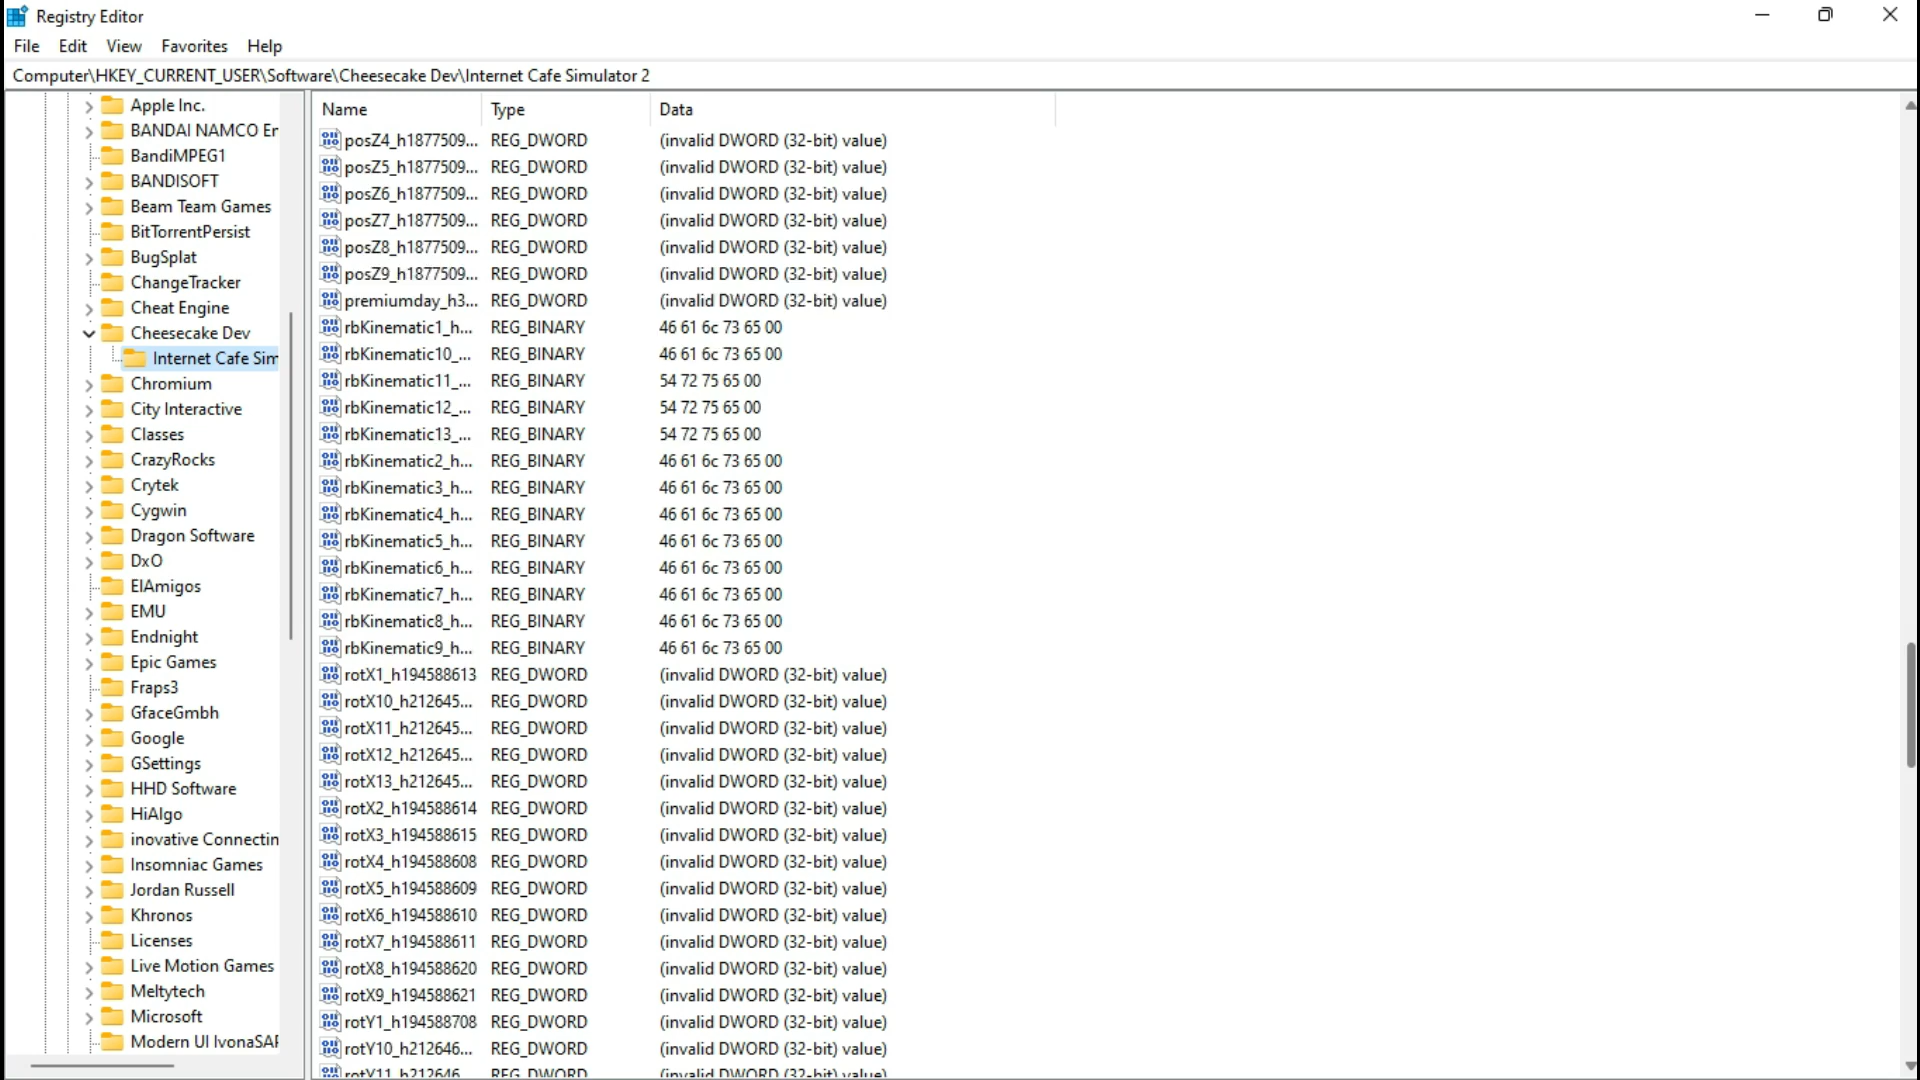 Registry Editor
File Edit View Favorites Help
Computer\HKEY_CURRENT_USER\Software\Cheesecake Dev\Internet Cafe Simulator 2
Apple Inc.
BANDAI NAMCO Er
BandiMPEG1
BANDISOFT
Beam Team Games
BitTorrentPersist
BugSplat
ChangeTracker
Cheat Engine
Cheesecake Dev
Internet Cafe Sim
Chromium
City Interactive
Classes
CrazyRocks
Crytek
Cygwin
Dragon Software
DxO
ElAmigos
EMU
Endnight
Epic Games
Fraps3
GfaceGmbh
Google
GSettings
HHD Software
HiAlgo
inovative Connectin
Insomniac Games
Jordan Russell
Khronos
Licenses
Live Motion Games
Meltytech
Microsoft
Modern UI IvonaSAF
Name Type Data
posZ4_h1877509... REG_DWORD (invalid DWORD (32-bit) value)
posZ5_h1877509... REG_DWORD (invalid DWORD (32-bit) value)
posZ6_h1877509... REG_DWORD (invalid DWORD (32-bit) value)
posZ7_h1877509... REG_DWORD (invalid DWORD (32-bit) value)
posZ8_h1877509... REG_DWORD (invalid DWORD (32-bit) value)
posZ9_h1877509... REG_DWORD (invalid DWORD (32-bit) value)
premiumday_h3... REG_DWORD (invalid DWORD (32-bit) value)
rbKinematic1_h... REG_BINARY 46 61 6c 73 65 00
rbKinematic10_... REG_BINARY 46 61 6c 73 65 00
rbKinematic11_... REG_BINARY 54 72 75 65 00
rbKinematic12_... REG_BINARY 54 72 75 65 00
rbKinematic13_... REG_BINARY 54 72 75 65 00
rbKinematic2_h... REG_BINARY 46 61 6c 73 65 00
rbKinematic3_h... REG_BINARY 46 61 6c 73 65 00
rbKinematic4_h... REG_BINARY 46 61 6c 73 65 00
rbKinematic5_h... REG_BINARY 46 61 6c 73 65 00
rbKinematic6_h... REG_BINARY 46 61 6c 73 65 00
rbKinematic7_h... REG_BINARY 46 61 6c 73 65 00
rbKinematic8_h... REG_BINARY 46 61 6c 73 65 00
rbKinematic9_h... REG_BINARY 46 61 6c 73 65 00
rotX1_h194588613 REG_DWORD (invalid DWORD (32-bit) value)
rotX10_h212645... REG_DWORD (invalid DWORD (32-bit) value)
rotX11_h212645... REG_DWORD (invalid DWORD (32-bit) value)
rotX12_h212645... REG_DWORD (invalid DWORD (32-bit) value)
rotX13_h212645... REG_DWORD (invalid DWORD (32-bit) value)
rotX2_h194588614 REG_DWORD (invalid DWORD (32-bit) value)
rotX3_h194588615 REG_DWORD (invalid DWORD (32-bit) value)
rotX4_h194588608 REG_DWORD (invalid DWORD (32-bit) value)
rotX5_h194588609 REG_DWORD (invalid DWORD (32-bit) value)
rotX6_h194588610 REG_DWORD (invalid DWORD (32-bit) value)
rotX7_h194588611 REG_DWORD (invalid DWORD (32-bit) value)
rotX8_h194588620 REG_DWORD (invalid DWORD (32-bit) value)
rotX9_h194588621 REG_DWORD (invalid DWORD (32-bit) value)
rotY1_h194588708 REG_DWORD (invalid DWORD (32-bit) value)
rotY10_h212646... REG_DWORD (invalid DWORD (32-bit) value)
rotY11_h212646... REG_DWORD (invalid DWORD (32-bit) value)